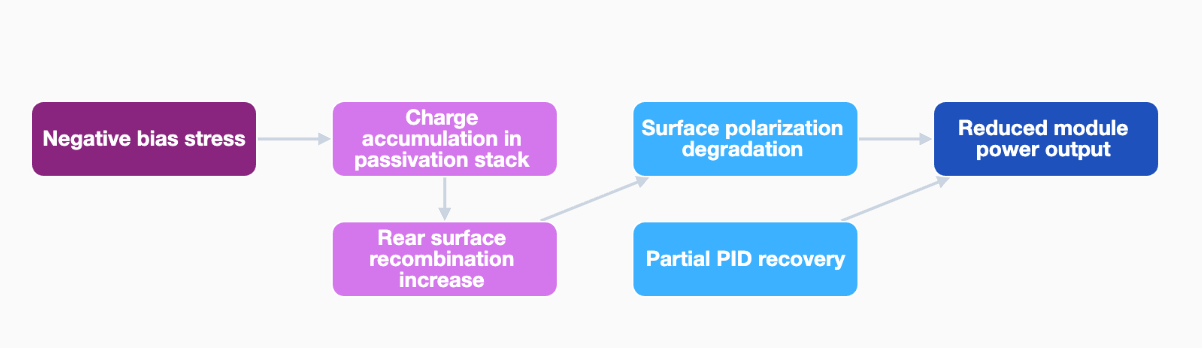 Negative bias stress
Charge
accumulation in
passivation stack
Rear surface
recombination
increase
Surface polarization
degradation
Partial PID recovery
Reduced module
power output